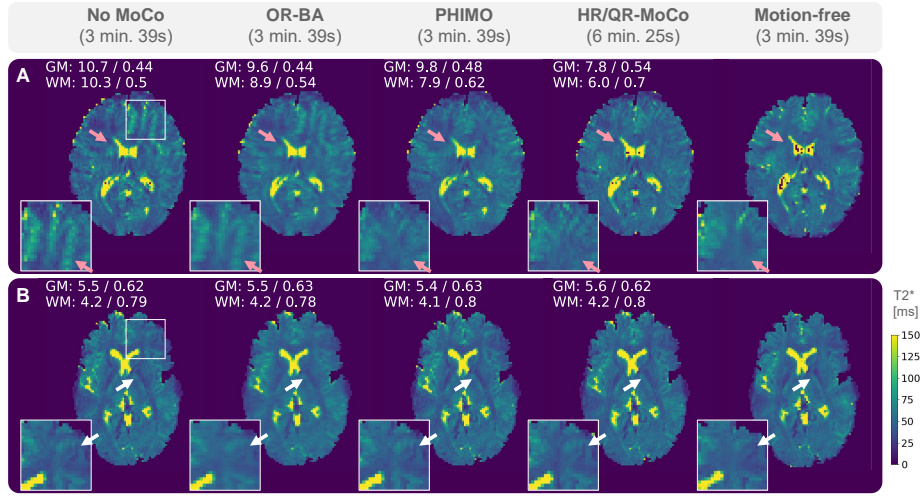 No MoCo OR-BA PHIMO HR/QR-MoCo Motion-free
(3 min. 39s) (3 min. 39s) (3 min. 39s) (6 min. 25s) (3 min. 39s)
A
GM: 10.7 / 0.44 GM: 9.6 / 0.44 GM: 9.8 / 0.48 GM: 7.8 / 0.54
WM: 10.3 / 0.5 WM: 8.9 / 0.54 WM: 7.9 / 0.62 WM: 6.0 / 0.7
B
GM: 5.5 / 0.62 GM: 5.5 / 0.63 GM: 5.4 / 0.63 GM: 5.6 / 0.62
WM: 4.2 / 0.79 WM: 4.2 / 0.78 WM: 4.1 / 0.8 WM: 4.2 / 0.8
T2*
[ms]
150
125
100
75
50
25
0